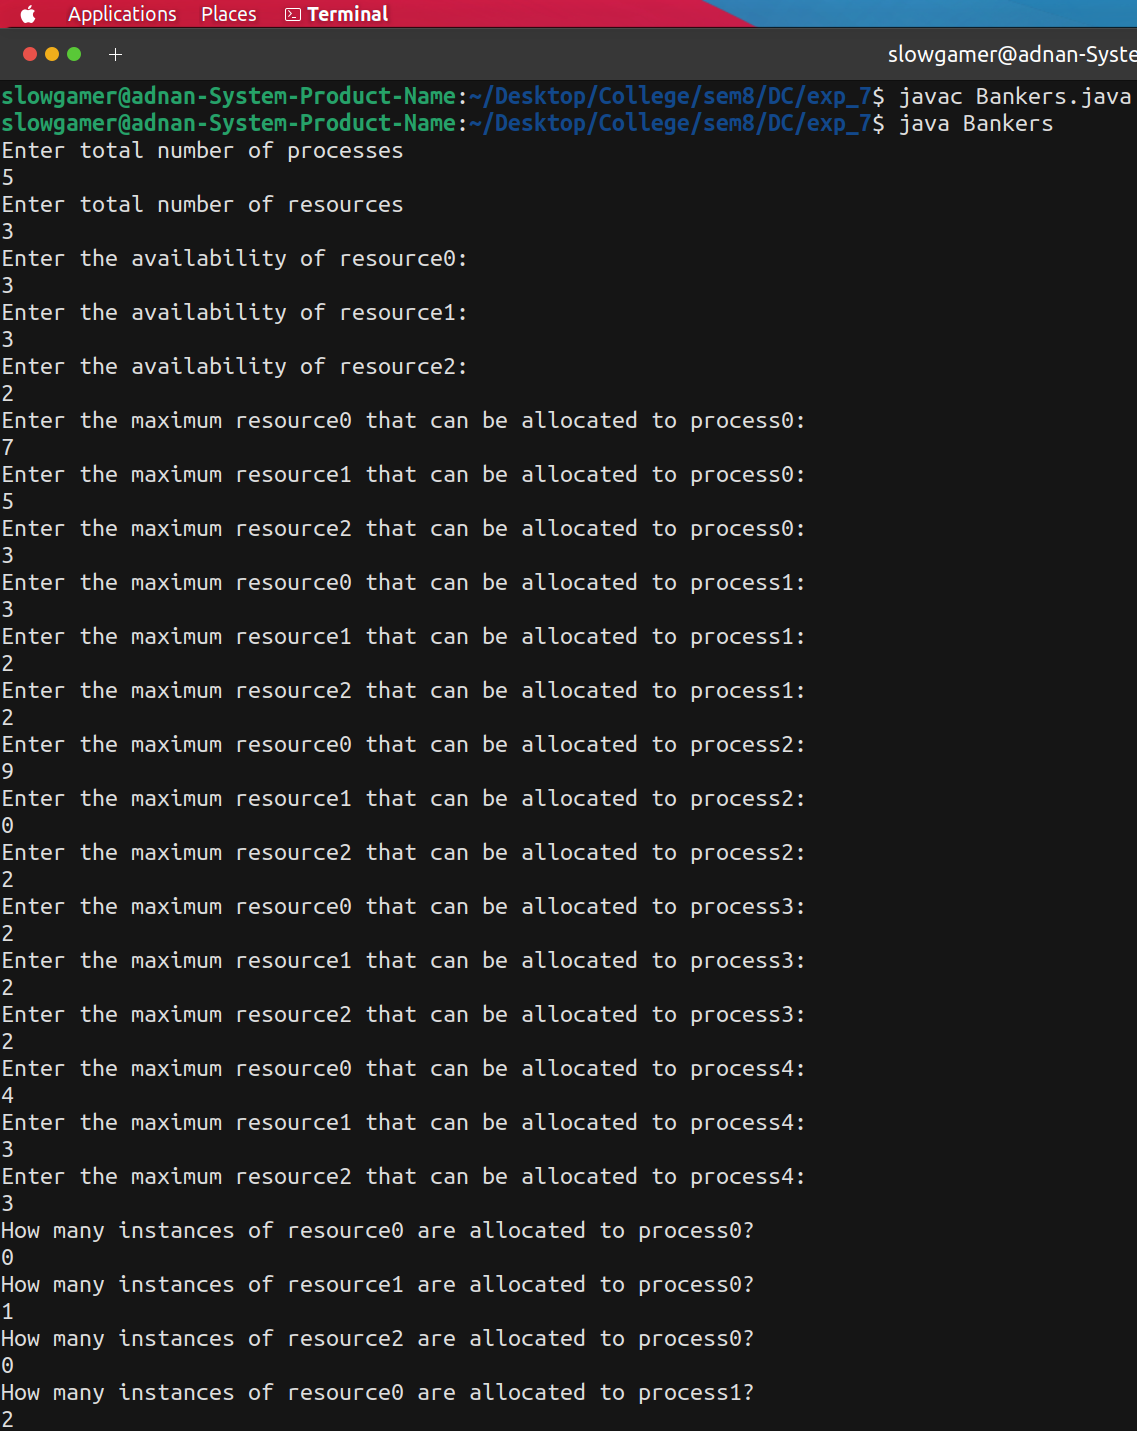 Applications Places Terminal
slowgamer@adnan-Syste
slowgamer@adnan-System-Product-Name:~/Desktop/College/sem8/DC/exp_7$ javac Bankers.java
slowgamer@adnan-System-Product-Name:~/Desktop/College/sem8/DC/exp_7$ java Bankers
Enter total number of processes
5
Enter total number of resources
3
Enter the availability of resource0:
3
Enter the availability of resource1:
3
Enter the availability of resource2:
2
Enter the maximum resource0 that can be allocated to process0:
7
Enter the maximum resource1 that can be allocated to process0:
5
Enter the maximum resource2 that can be allocated to process0:
3
Enter the maximum resource0 that can be allocated to process1:
3
Enter the maximum resource1 that can be allocated to process1:
2
Enter the maximum resource2 that can be allocated to process1:
2
Enter the maximum resource0 that can be allocated to process2:
9
Enter the maximum resource1 that can be allocated to process2:
0
Enter the maximum resource2 that can be allocated to process2:
2
Enter the maximum resource0 that can be allocated to process3:
2
Enter the maximum resource1 that can be allocated to process3:
2
Enter the maximum resource2 that can be allocated to process3:
2
Enter the maximum resource0 that can be allocated to process4:
4
Enter the maximum resource1 that can be allocated to process4:
3
Enter the maximum resource2 that can be allocated to process4:
3
How many instances of resource0 are allocated to process0?
0
How many instances of resource1 are allocated to process0?
1
How many instances of resource2 are allocated to process0?
0
How many instances of resource0 are allocated to process1?
2